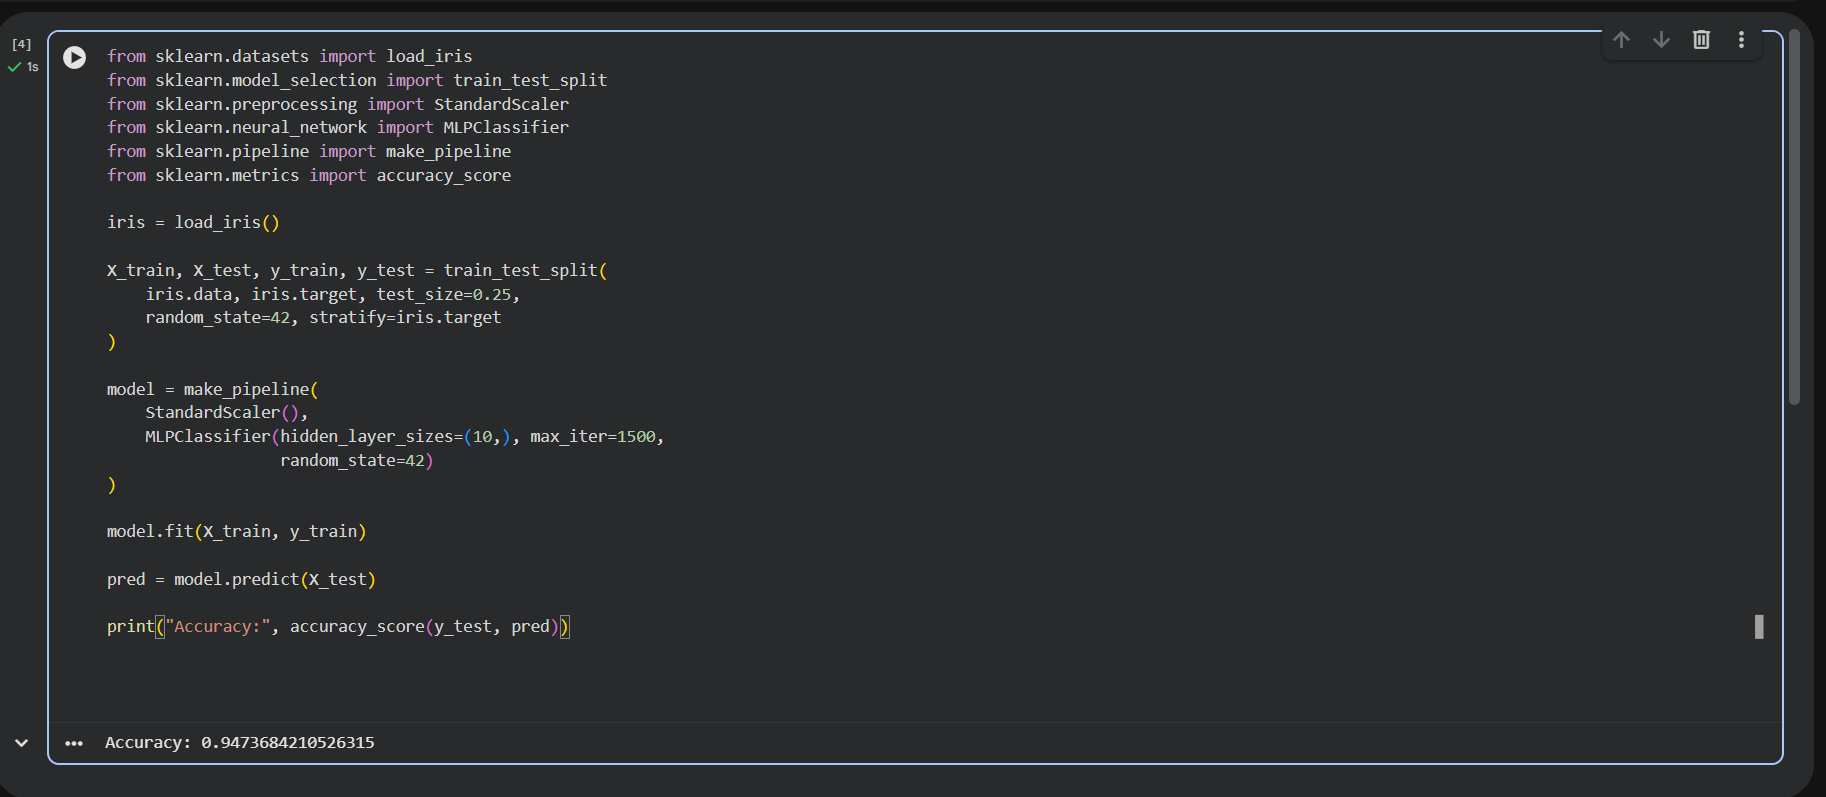 [4]
1s
from sklearn.datasets import load_iris
from sklearn.model_selection import train_test_split
from sklearn.preprocessing import StandardScaler
from sklearn.neural_network import MLPClassifier
from sklearn.pipeline import make_pipeline
from sklearn.metrics import accuracy_score

iris = load_iris()

X_train, X_test, y_train, y_test = train_test_split(
    iris.data, iris.target, test_size=0.25,
    random_state=42, stratify=iris.target
)

model = make_pipeline(
    StandardScaler(),
    MLPClassifier(hidden_layer_sizes=(10,), max_iter=1500,
                  random_state=42)
)

model.fit(X_train, y_train)

pred = model.predict(X_test)

print("Accuracy:", accuracy_score(y_test, pred))

Accuracy: 0.9473684210526315